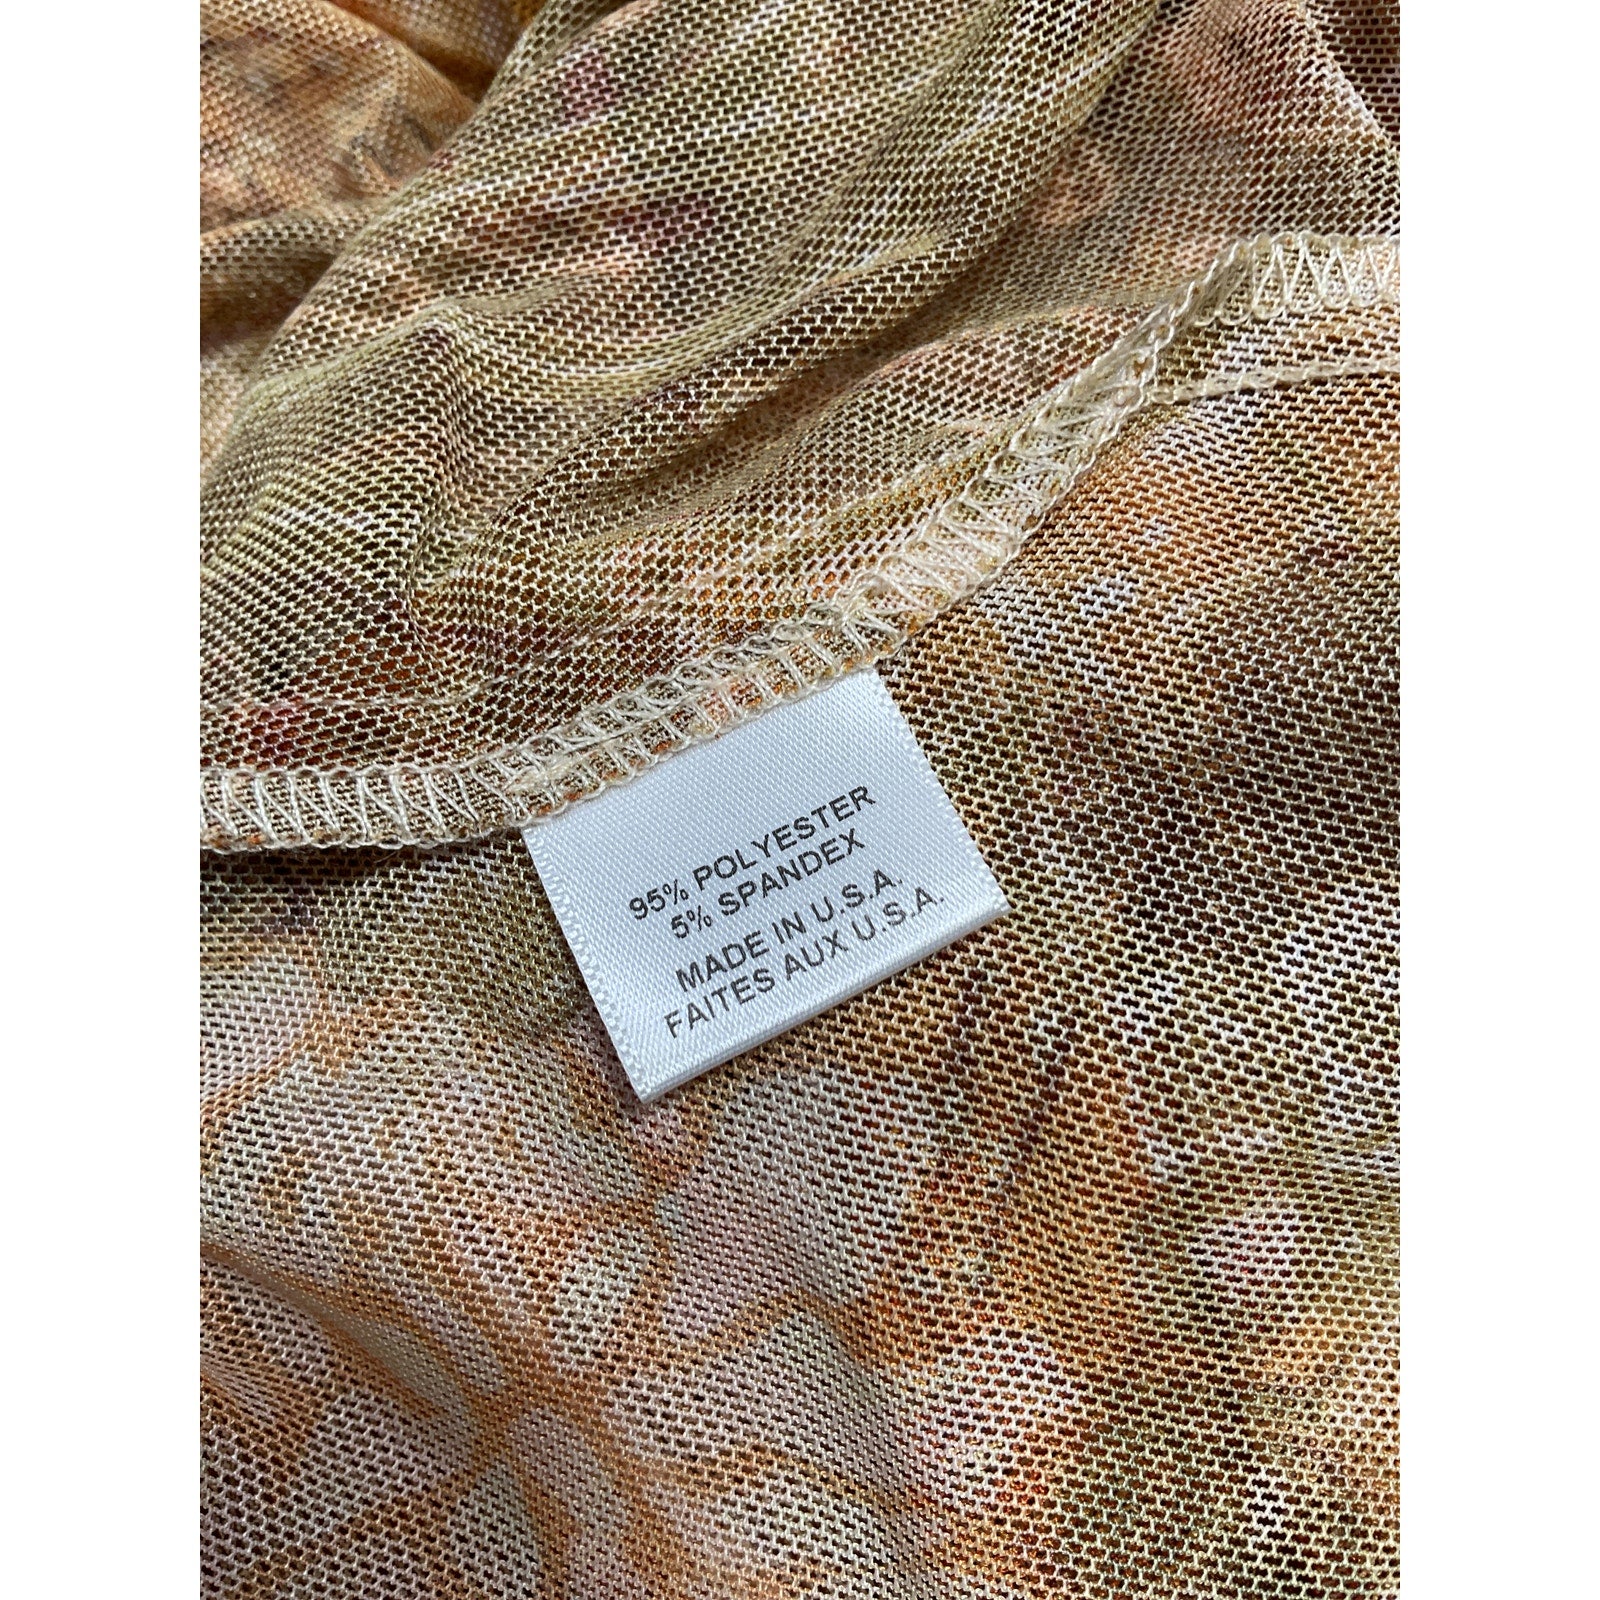 95% POLYESTER
5% SPANDEX
MADE IN U.S.A.
FAITES AUX U.S.A.